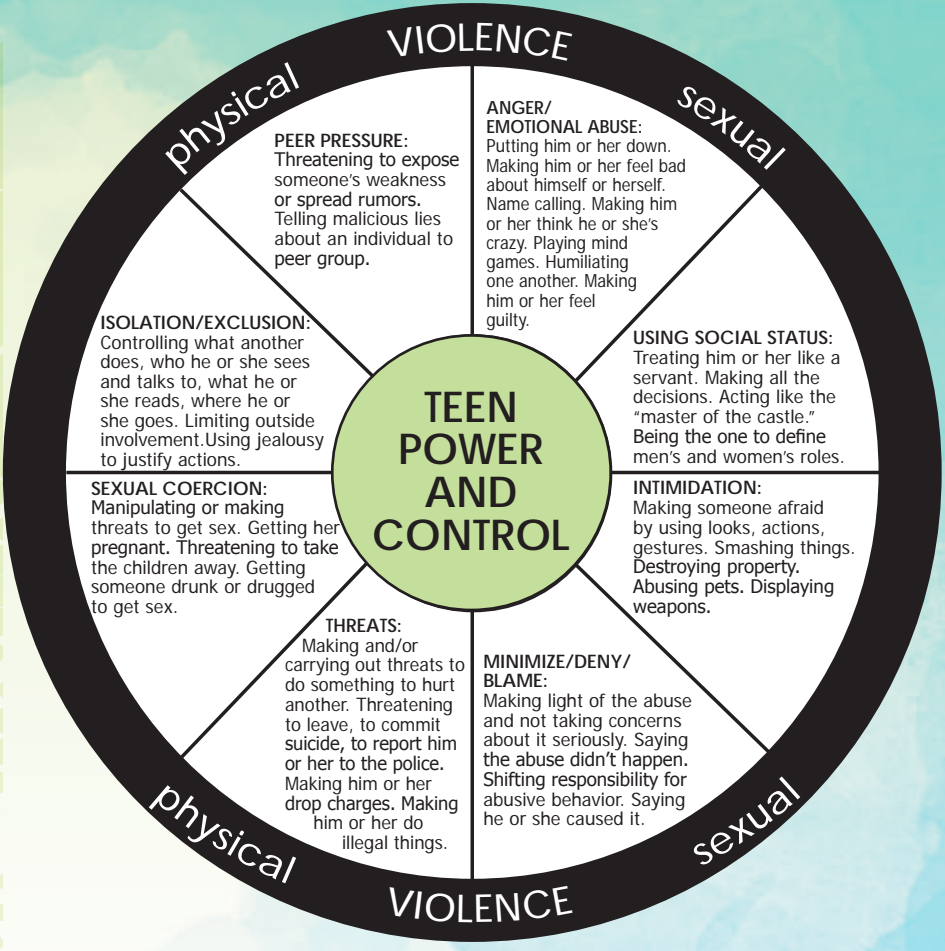 VIOLENCE
physical
sexual
PEER PRESSURE:
Threatening to expose
someone's weakness
or spread rumors.
Telling malicious lies
about an individual to
peer group.
ANGER/
EMOTIONAL ABUSE:
Putting him or her down.
Making him or her feel bad
about himself or herself.
Name calling. Making him
or her think he or she's
crazy. Playing mind
games. Humiliating
one another. Making
him or her feel
guilty.
ISOLATION/EXCLUSION:
Controlling what another
does, who he or she sees
and talks to, what he or
she reads, where he or
she goes. Limiting outside
involvement.Using jealousy
to justify actions.
USING SOCIAL STATUS:
Treating him or her like a
servant. Making all the
decisions. Acting like the
“master of the castle.”
Being the one to define
men's and women's roles.
TEEN
POWER
AND
CONTROL
SEXUAL COERCION:
Manipulating or making
threats to get sex. Getting her
pregnant. Threatening to take
the children away. Getting
someone drunk or drugged
to get sex.
INTIMIDATION:
Making someone afraid
by using looks, actions,
gestures. Smashing things.
Destroying property.
Abusing pets. Displaying
weapons.
THREATS:
Making and/or
carrying out threats to
do something to hurt
another. Threatening
to leave, to commit
suicide, to report him
or her to the police.
Making him or her
drop charges. Making
him or her do
illegal things.
MINIMIZE/DENY/
BLAME:
Making light of the abuse
and not taking concerns
about it seriously. Saying
the abuse didn't happen.
Shifting responsibility for
abusive behavior. Saying
he or she caused it.
physical
sexual
VIOLENCE